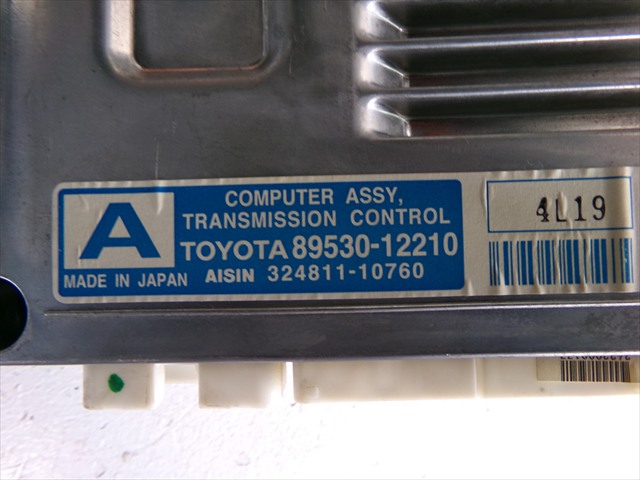 A
COMPUTER ASSY,
TRANSMISSION CONTROL
TOYOTA 89530-12210
MADE IN JAPAN AISIN 324811-10760
4L19